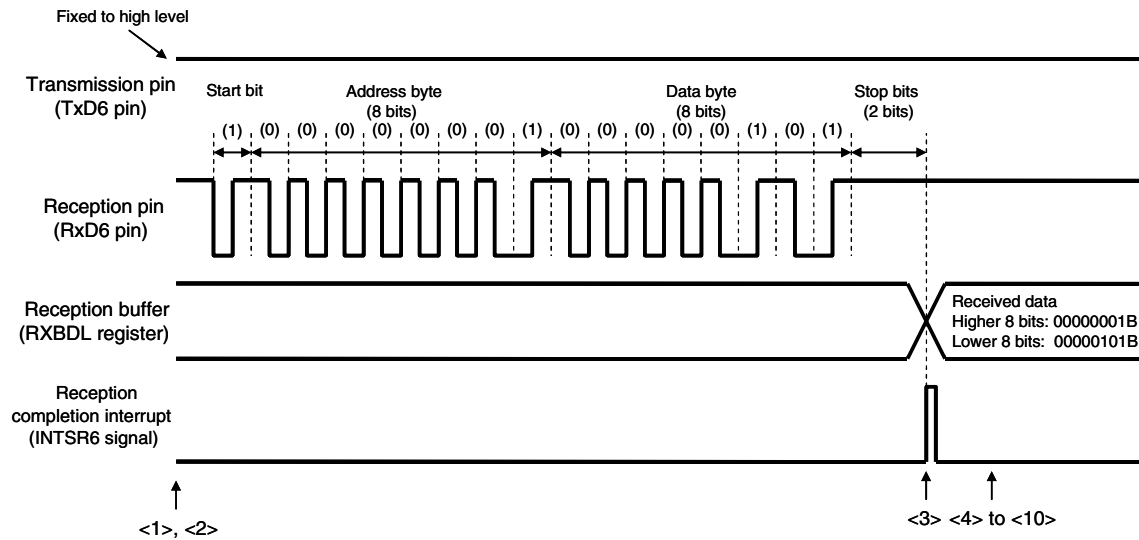 Fixed to high level
Transmission pin
(TxD6 pin)
Start bit
Address byte
(8 bits)
Data byte
(8 bits)
Stop bits
(2 bits)
(1) (0) (0) (0) (0) (0) (0) (0) (1) (0) (0) (0) (0) (0) (1) (0) (1)
Reception pin
(RxD6 pin)
Reception buffer
(RXBDL register)
Received data
Higher 8 bits: 00000001B
Lower 8 bits: 00000101B
Reception
completion interrupt
(INTSR6 signal)
<1>, <2>
<3> <4> to <10>